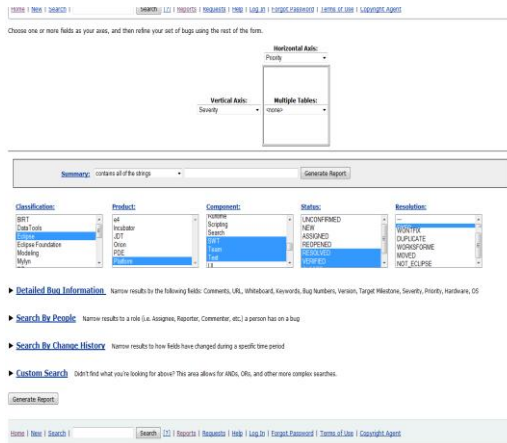 Home | New | Search | Search [?] | Reports | Requests | Help | Log In | Forgot Password | Terms of Use | Copyright Agent
Choose one or more fields as your axes, and then refine your set of bugs using the rest of the form.
Horizontal Axis:
Priority
Vertical Axis: Multiple Tables:
Severity <none>
Summary: contains all of the strings Generate Report
Classification: Product: Component: Status: Resolution:
BIRT e4 Runtime UNCONFIRMED ---
DataTools Incubator Scripting NEW WONTFIX
Eclipse JDT Search ASSIGNED DUPLICATE
Eclipse Foundation Orion SWT REOPENED WORKSFORME
Modeling PDE Team RESOLVED MOVED
Mylyn Platform Text VERIFIED NOT_ECLIPSE
UI
Detailed Bug Information Narrow results by the following fields: Comments, URL, Whiteboard, Keywords, Bug Numbers, Version, Target Milestone, Severity, Priority, Hardware, OS
Search By People Narrow results to a role (i.e. Assignee, Reporter, Commenter, etc.) a person has on a bug
Search By Change History Narrow results to how fields have changed during a specific time period
Custom Search Didn't find what you're looking for above? This area allows for ANDs, ORs, and other more complex searches.
Generate Report
Home | New | Search | Search [?] | Reports | Requests | Help | Log In | Forgot Password | Terms of Use | Copyright Agent